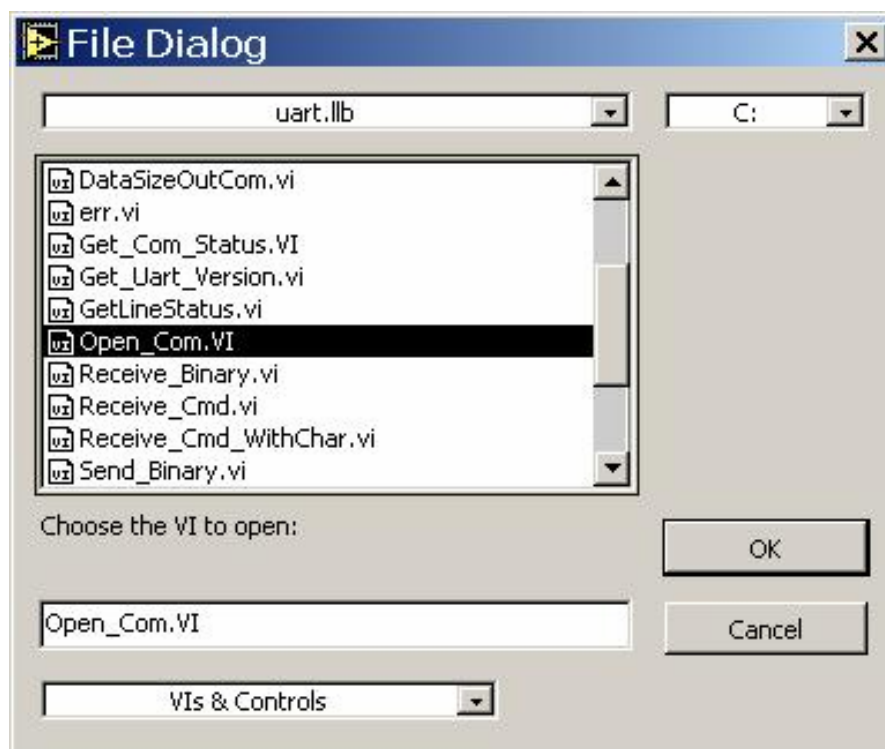 File Dialog
uart.llb
C:
DataSizeOutCom.vi
err.vi
Get_Com_Status.VI
Get_Uart_Version.vi
GetLineStatus.vi
Open_Com.VI
Receive_Binary.vi
Receive_Cmd.vi
Receive_Cmd_WithChar.vi
Send_Binary.vi
Choose the VI to open:
OK
Open_Com.VI
Cancel
VIs & Controls